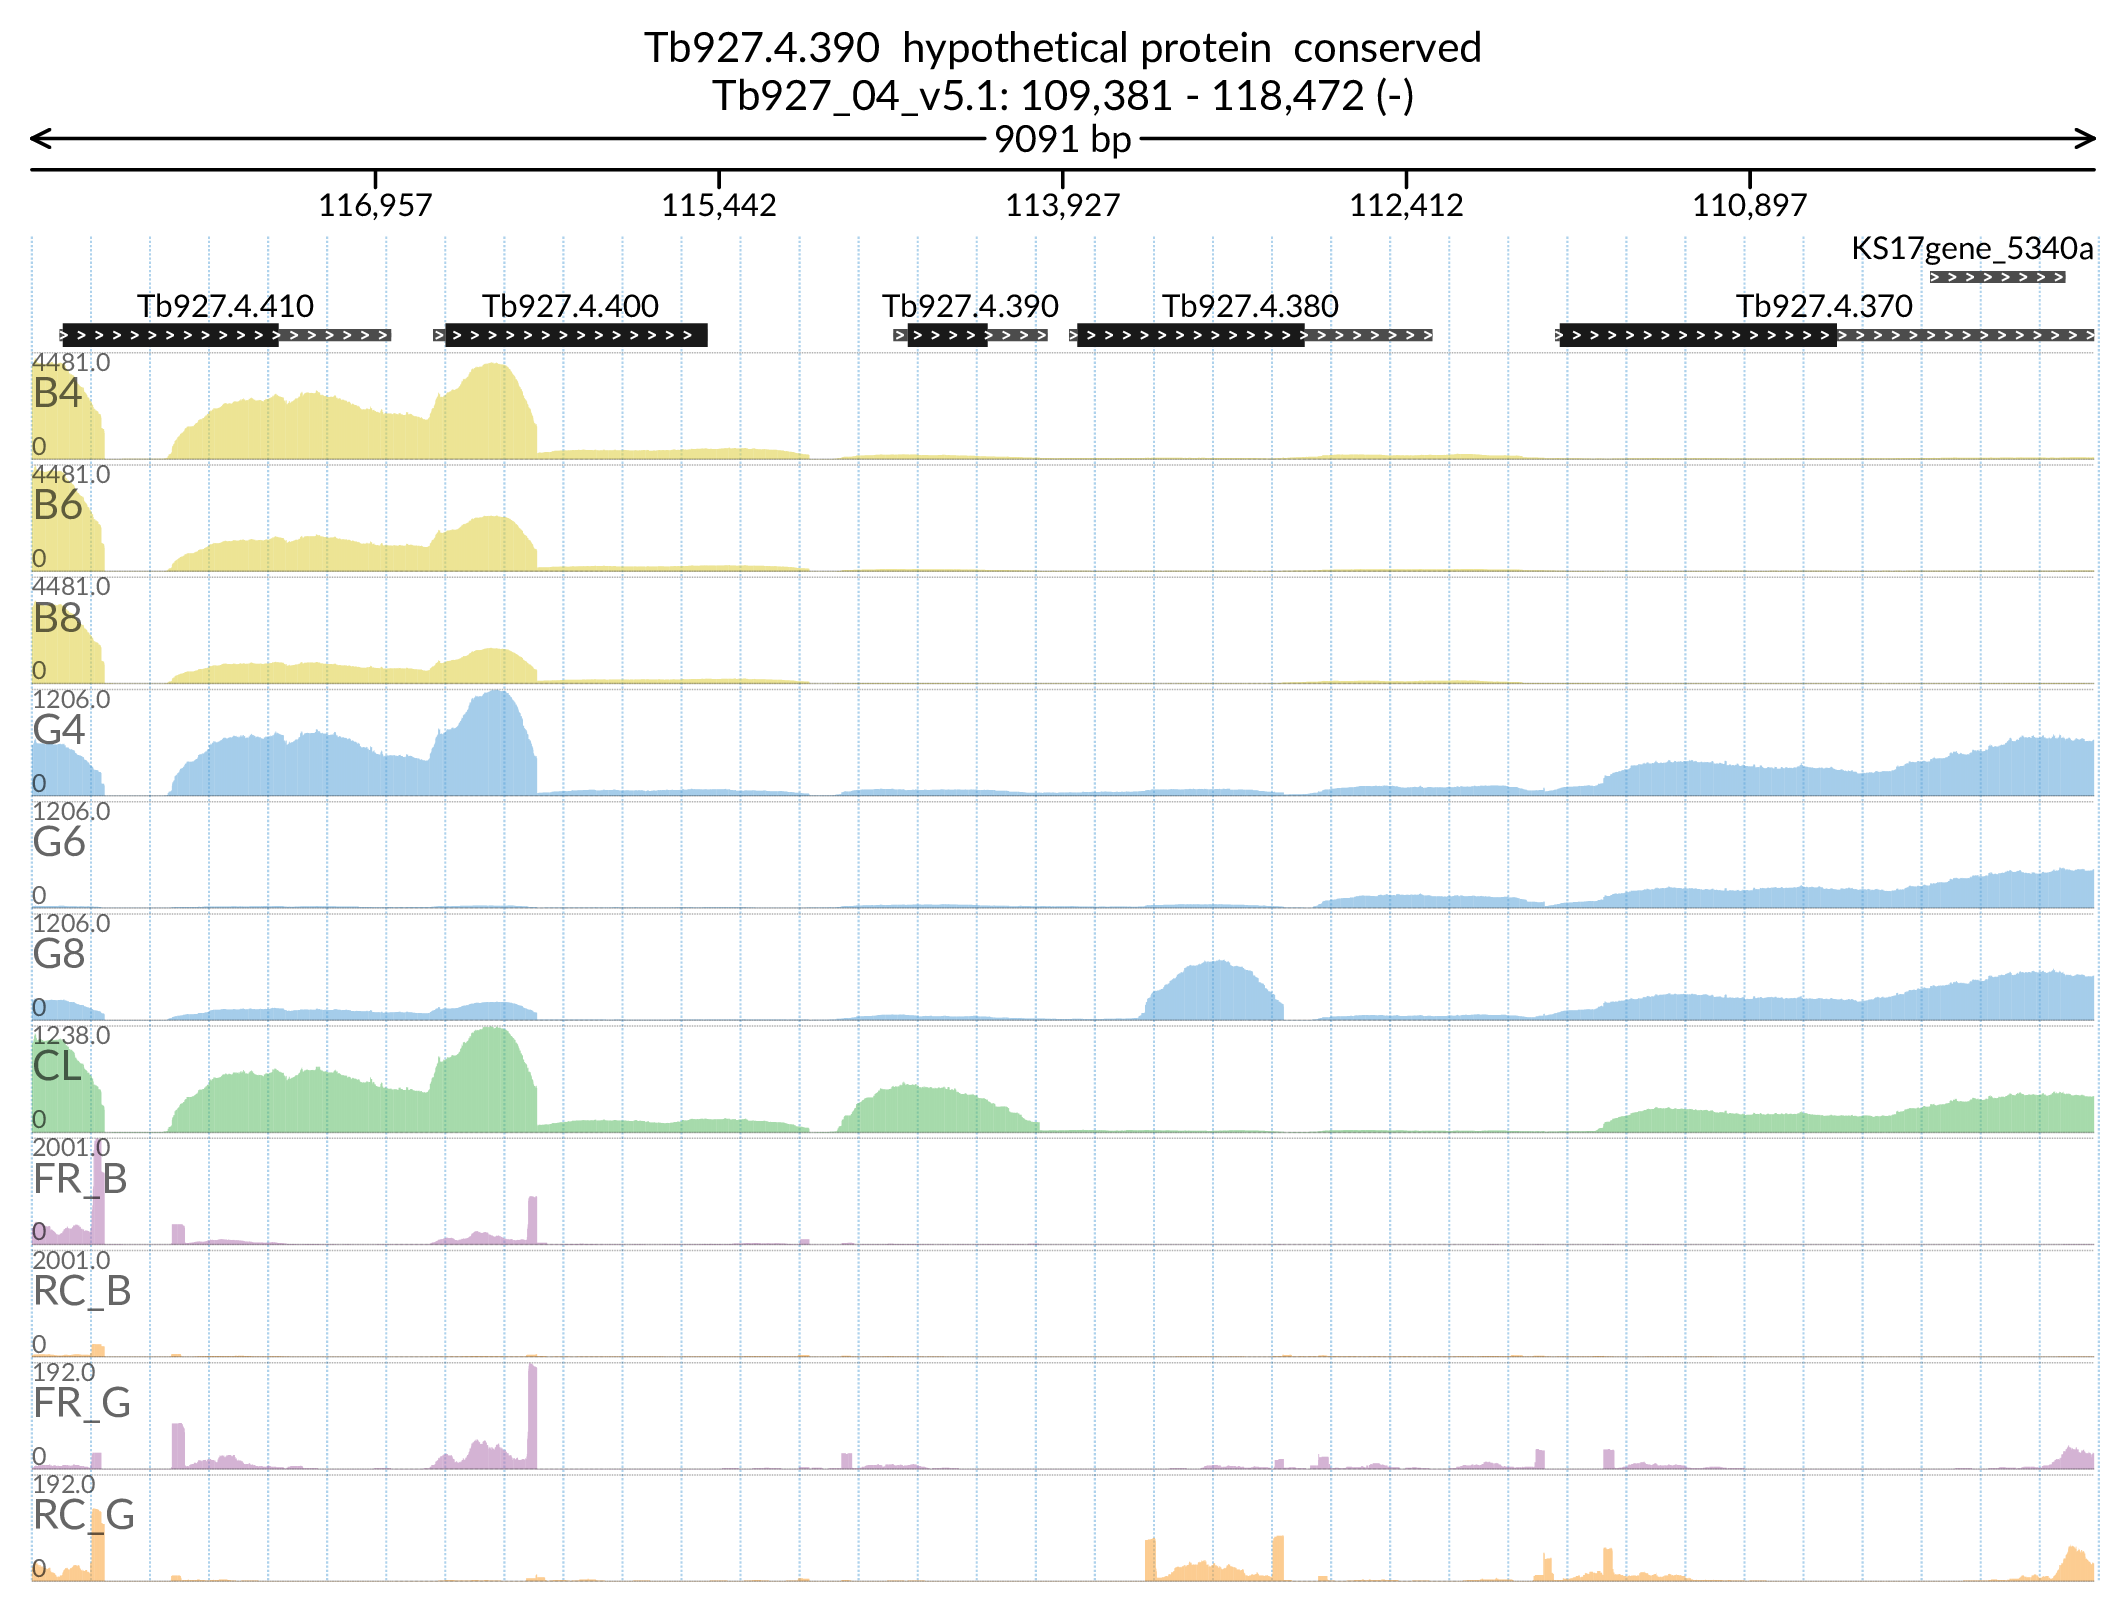 Tb927.4.390  hypothetical protein  conserved
Tb927_04_v5.1: 109,381 - 118,472 (-)
9091 bp
116,957 115,442 113,927 112,412 110,897
KS17gene_5340a
Tb927.4.410 Tb927.4.400 Tb927.4.390 Tb927.4.380 Tb927.4.370
4481.0
B4
0
4481.0
B6
0
4481.0
B8
0
1206.0
G4
0
1206.0
G6
0
1206.0
G8
0
1238.0
CL
0
2001.0
FR_B
0
2001.0
RC_B
0
192.0
FR_G
0
192.0
RC_G
0